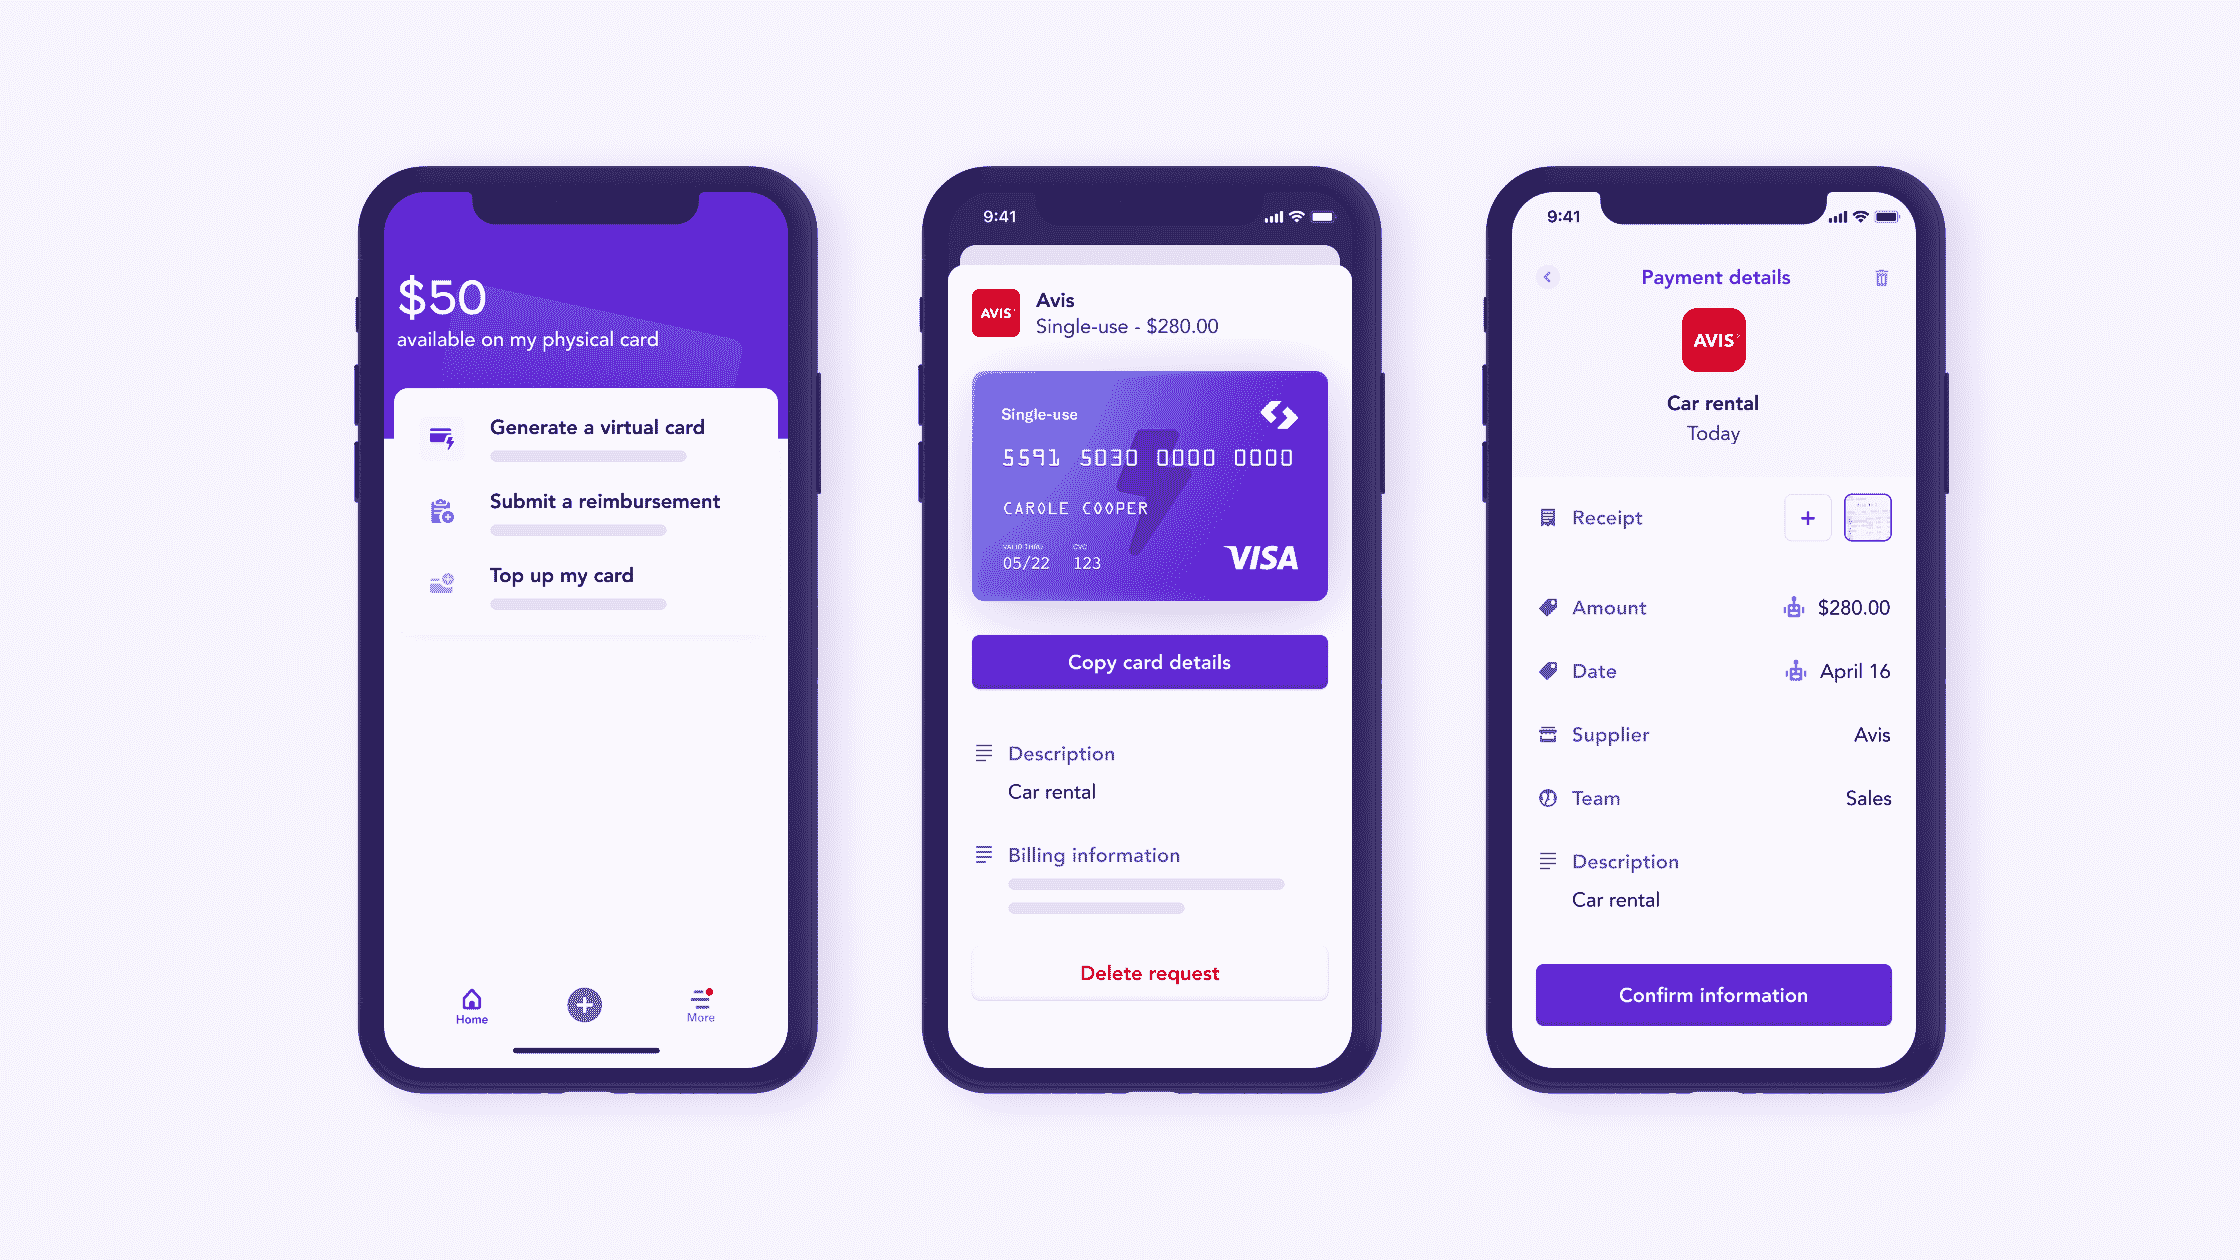 $50
available on my physical card
Generate a virtual card
Submit a reimbursement
Top up my card
Home
More
9:41
AVIS
Avis
Single-use - $280.00
Single-use
5591 5030 0000 0000
CAROLE COOPER
VALID THRU
CVC
05/22
123
VISA
Copy card details
Description
Car rental
Billing information
Delete request
9:41
Payment details
AVIS
Car rental
Today
Receipt
Amount
$280.00
Date
April 16
Supplier
Avis
Team
Sales
Description
Car rental
Confirm information